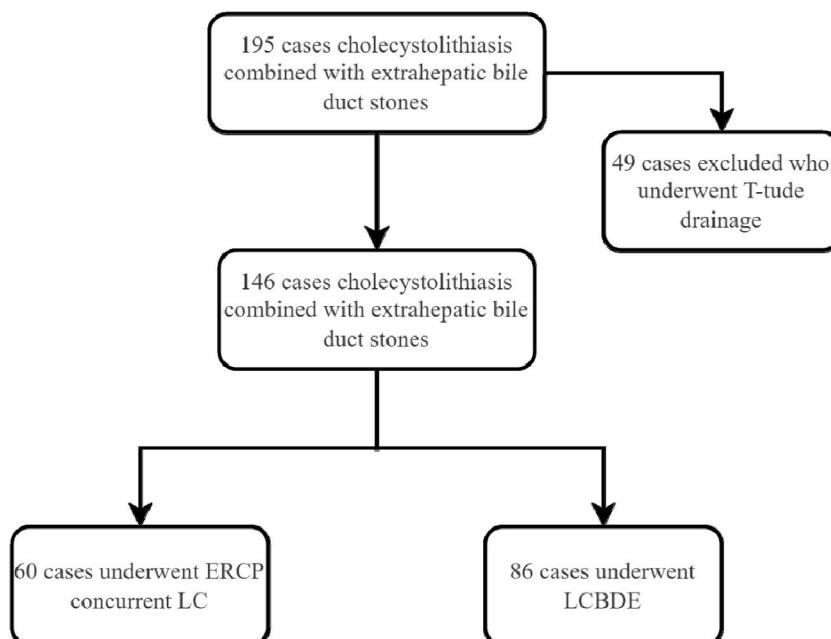 195 cases cholecystolithiasis
combined with extrahepatic bile
duct stones
49 cases excluded who
underwent T-tude
drainage
146 cases cholecystolithiasis
combined with extrahepatic bile
duct stones
60 cases underwent ERCP
concurrent LC
86 cases underwent
LCBDE